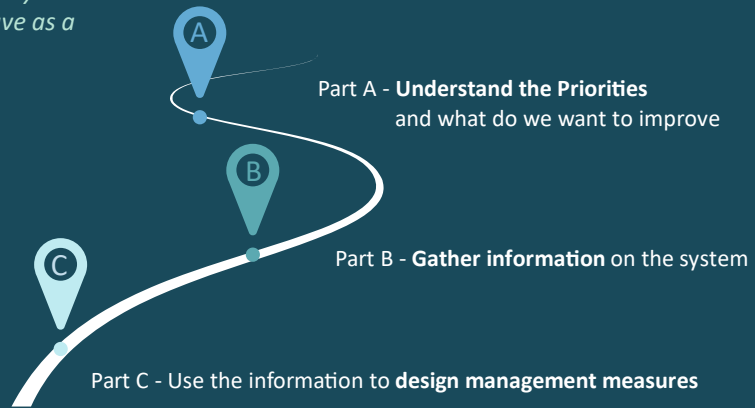 ve as a
A
Part A - Understand the Priorities
and what do we want to improve
B
Part B - Gather information on the system
C
Part C - Use the information to design management measures